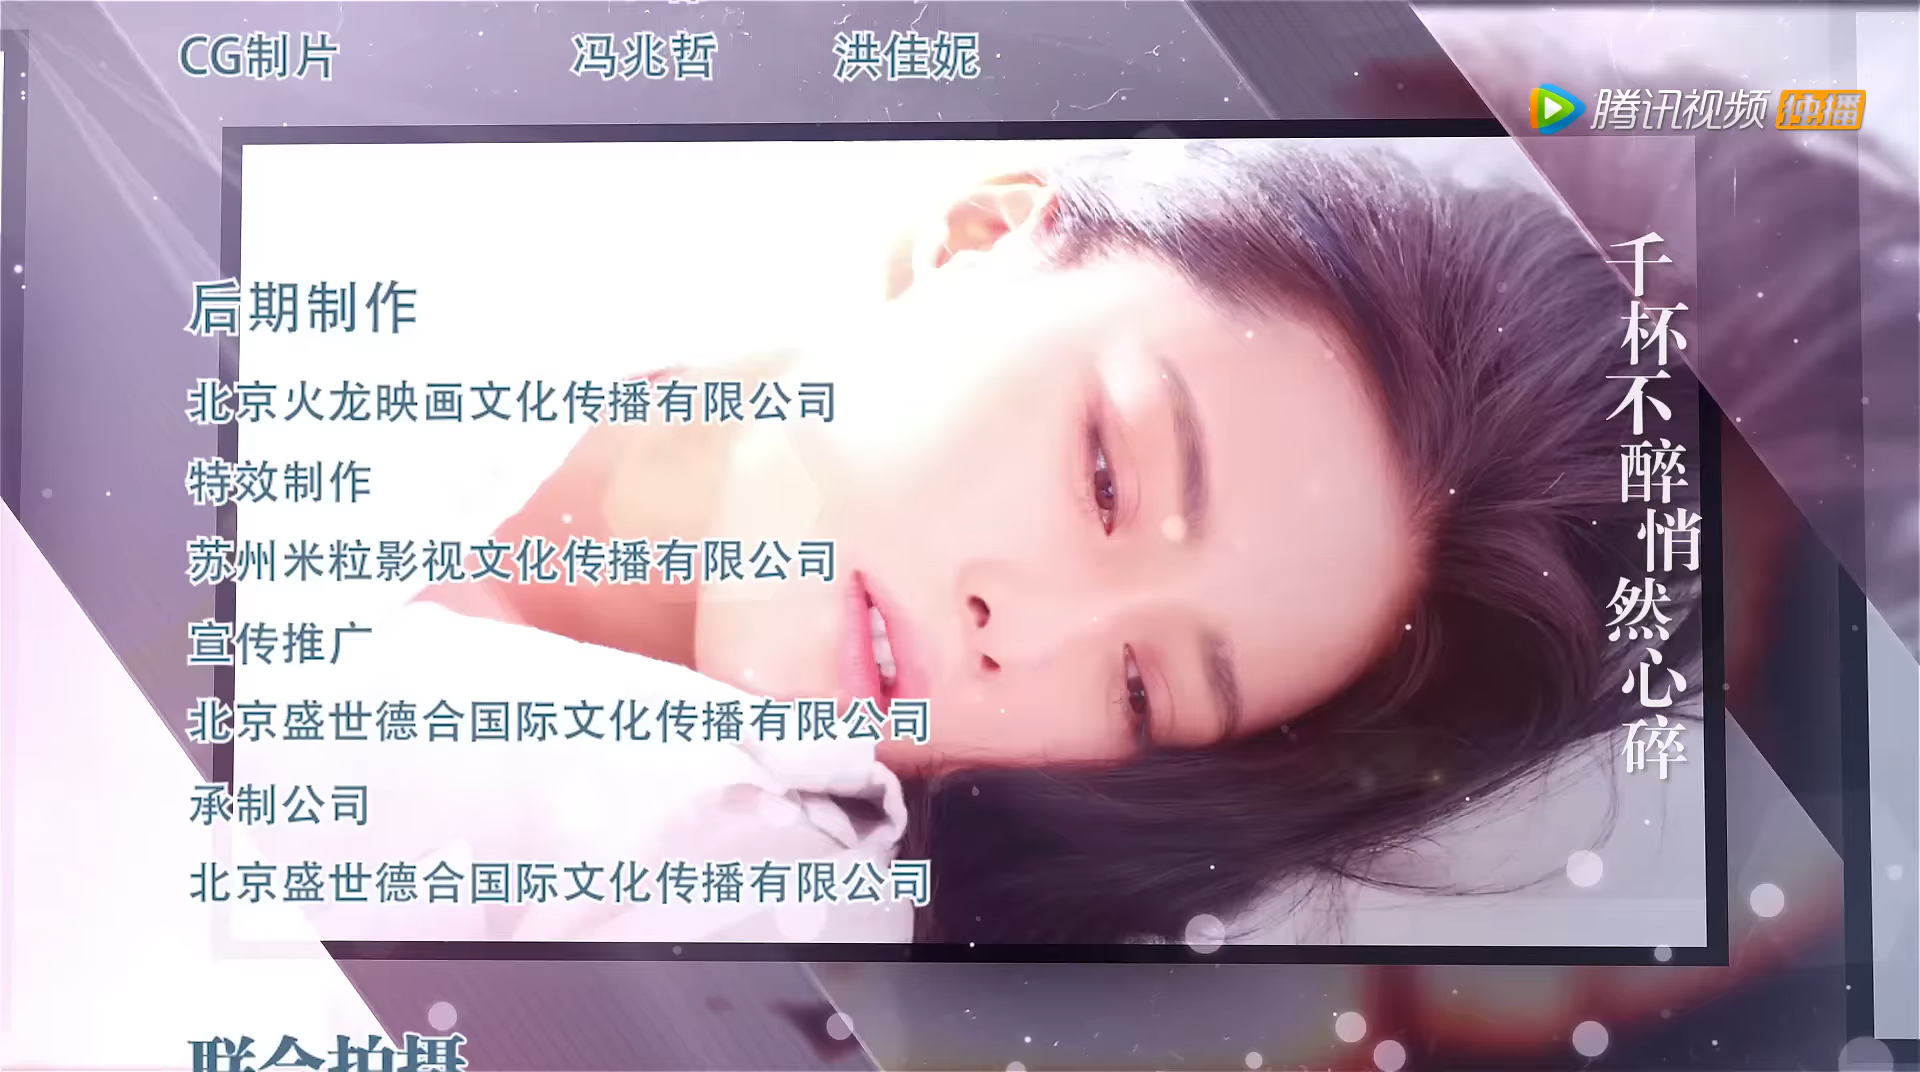 CG制片 冯兆哲 洪佳妮
腾讯视频 独播
后期制作
北京火龙映画文化传播有限公司
特效制作
苏州米粒影视文化传播有限公司
宣传推广
北京盛世德合国际文化传播有限公司
承制公司
北京盛世德合国际文化传播有限公司
联合拍摄
千杯不醉悄然心碎